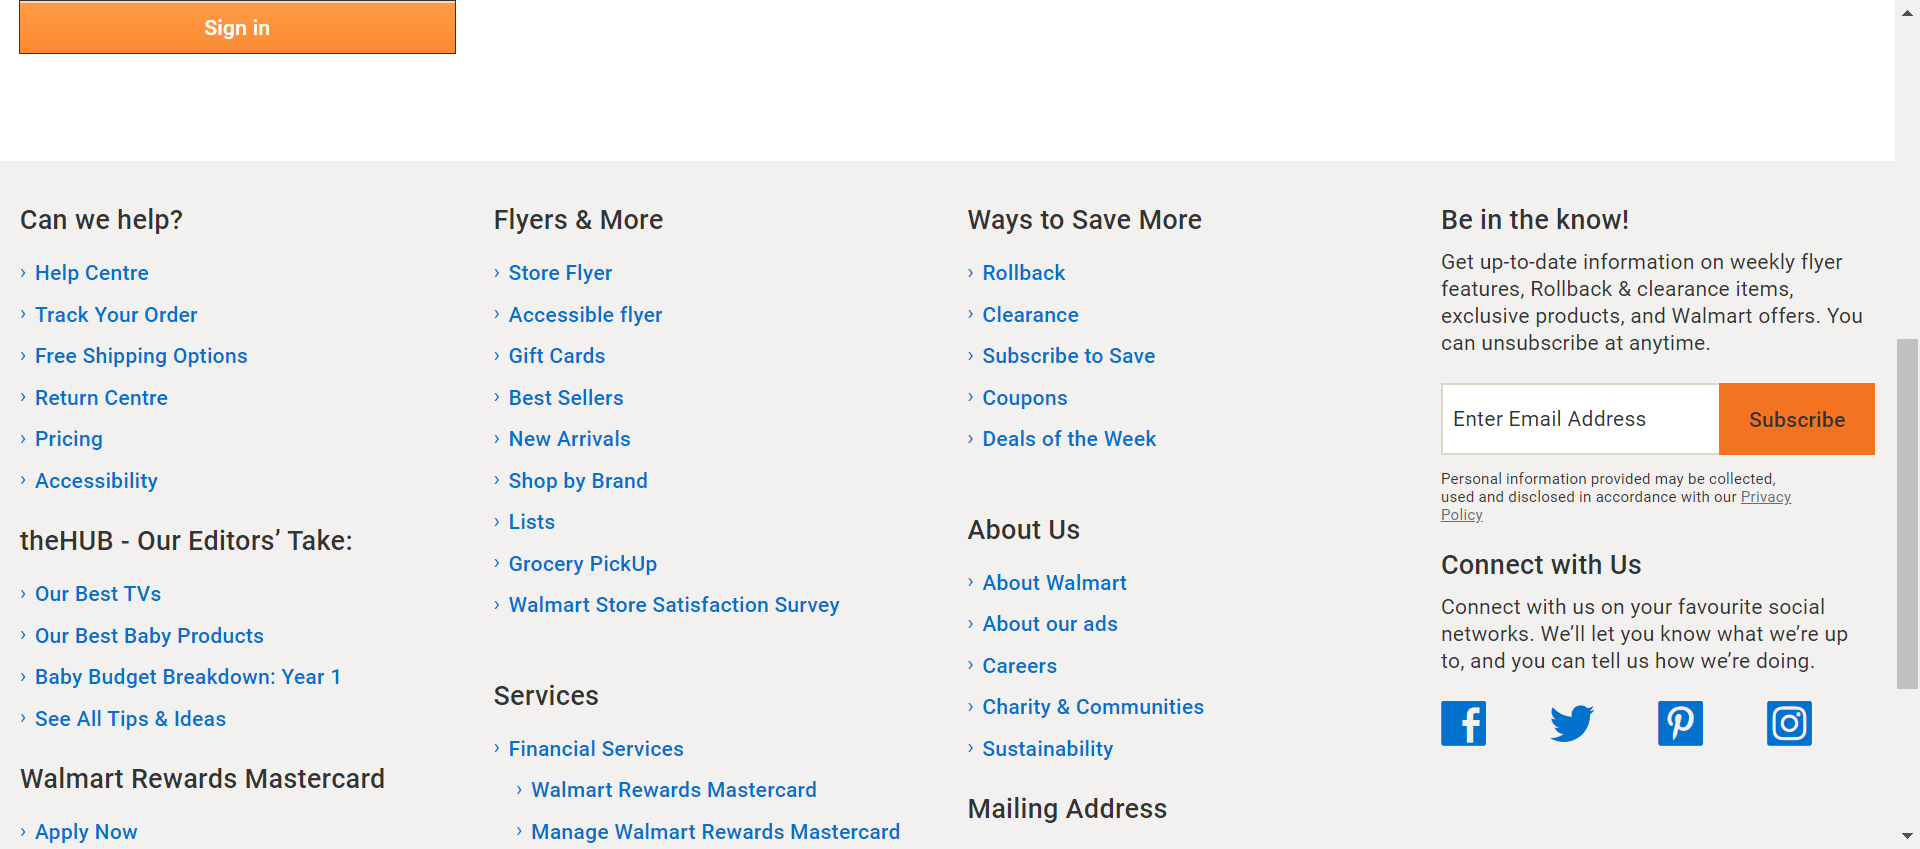 Sign in
Can we help?
› Help Centre
› Track Your Order
› Free Shipping Options
› Return Centre
› Pricing
› Accessibility
theHUB - Our Editors’ Take:
› Our Best TVs
› Our Best Baby Products
› Baby Budget Breakdown: Year 1
› See All Tips & Ideas
Walmart Rewards Mastercard
› Apply Now
Flyers & More
› Store Flyer
› Accessible flyer
› Gift Cards
› Best Sellers
› New Arrivals
› Shop by Brand
› Lists
› Grocery PickUp
› Walmart Store Satisfaction Survey
Services
› Financial Services
› Walmart Rewards Mastercard
› Manage Walmart Rewards Mastercard
Ways to Save More
› Rollback
› Clearance
› Subscribe to Save
› Coupons
› Deals of the Week
About Us
› About Walmart
› About our ads
› Careers
› Charity & Communities
› Sustainability
Mailing Address
Be in the know!
Get up-to-date information on weekly flyer
features, Rollback & clearance items,
exclusive products, and Walmart offers. You
can unsubscribe at anytime.
Enter Email Address
Subscribe
Personal information provided may be collected,
used and disclosed in accordance with our Privacy
Policy
Connect with Us
Connect with us on your favourite social
networks. We’ll let you know what we’re up
to, and you can tell us how we’re doing.